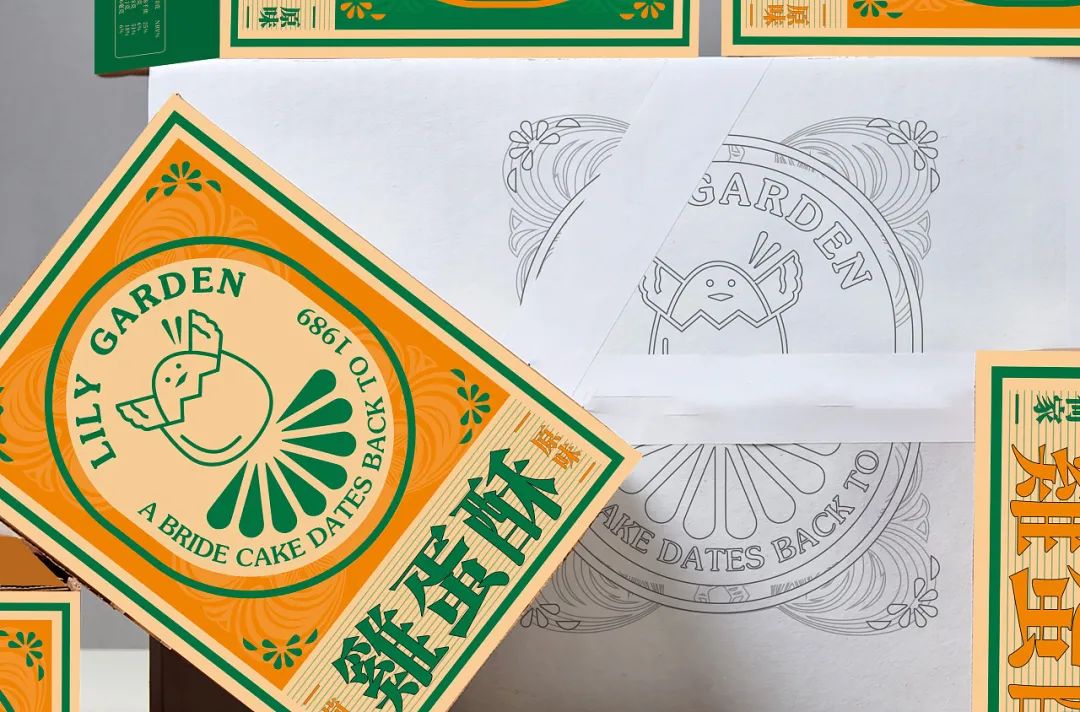 原味
原味
LILY GARDEN
A BRIDE CAKE DATES BACK TO 1989
原味
雞蛋酥
GARDEN
AKE DATES BACK TO
雞蛋